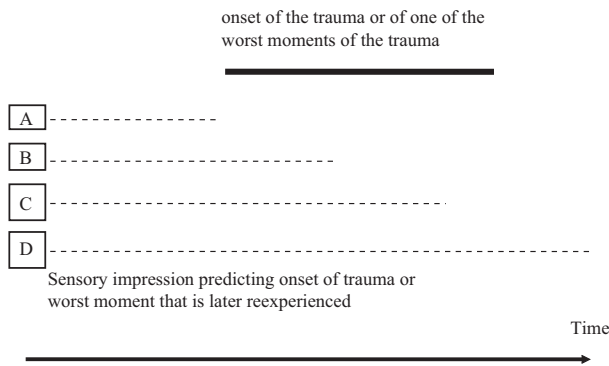 onset of the trauma or of one of the
worst moments of the trauma
A
B
C
D
Sensory impression predicting onset of trauma or
worst moment that is later reexperienced
Time